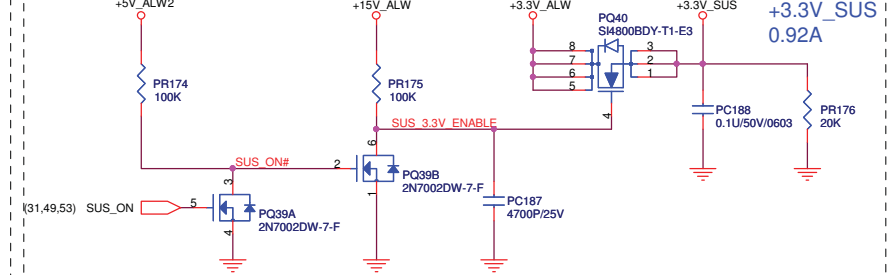 +5V_ALW2
+15V_ALW
+3.3V_ALW
+3.3V_SUS
+3.3V_SUS
0.92A
PQ40
SI4800BDY-T1-E3
8
7
6
5
3
2
1
4
PR174
100K
PR175
100K
PC188
0.1U/50V/0603
PR176
20K
SUS_3.3V_ENABLE
6
SUS_ON#
2
PQ39B
2N7002DW-7-F
1
3
(31,49,53) SUS_ON
5
PQ39A
2N7002DW-7-F
4
PC187
4700P/25V